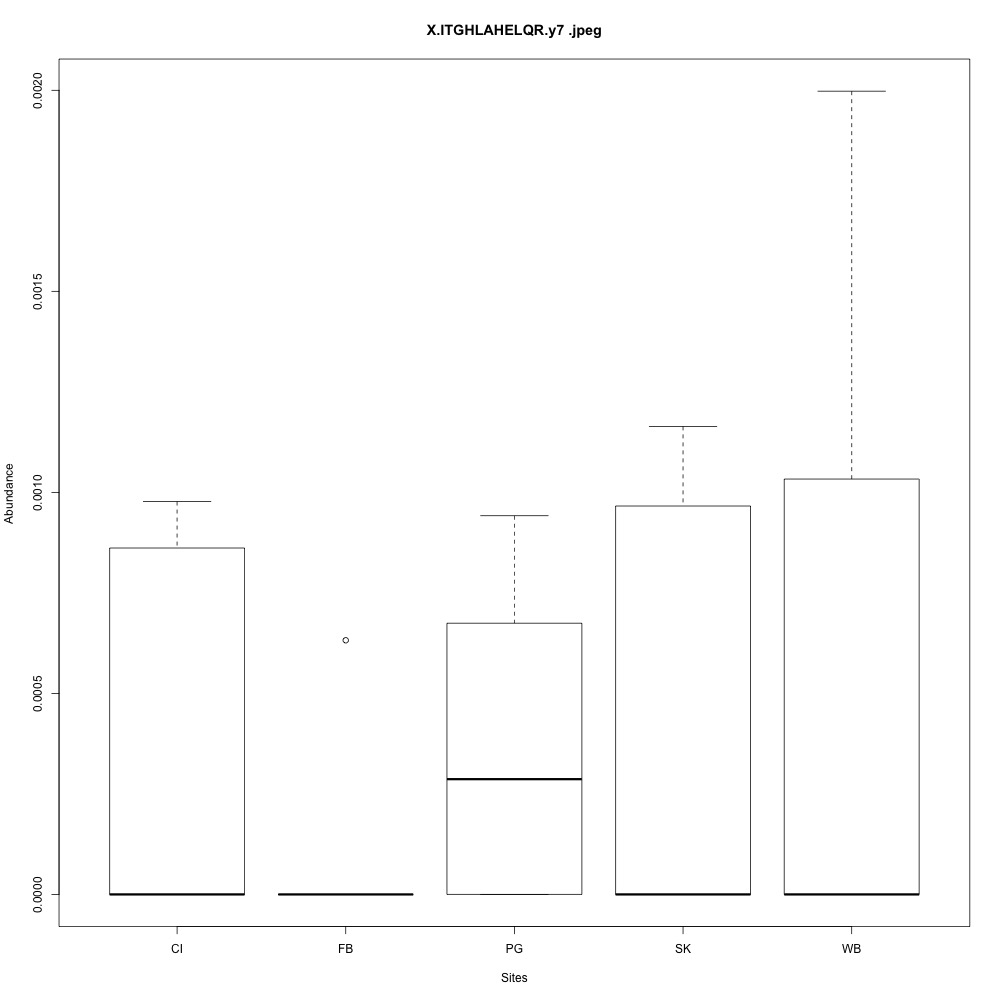 X.ITGHLAHELQR.y7 .jpeg
0.0020
0.0015
0.0010
0.0005
0.0000
Abundance
CI FB PG SK WB
Sites